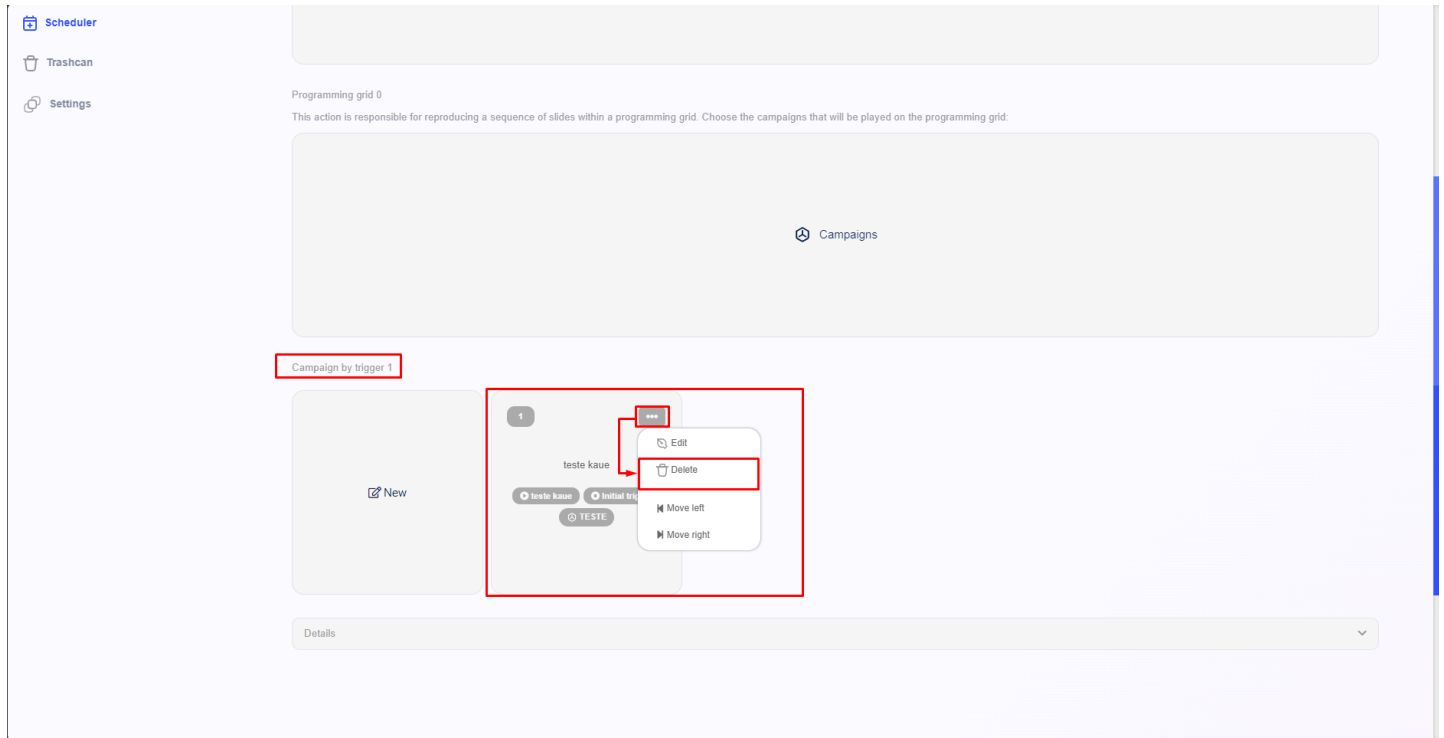 Scheduler
Trashcan
Settings
Programming grid 0
This action is responsible for reproducing a sequence of slides within a programming grid. Choose the campaigns that will be played on the programming grid:
Campaigns
Campaign by trigger 1
New
1
teste kaue
teste kaue
Initial
TESTE
Edit
Delete
Move left
Move right
Details